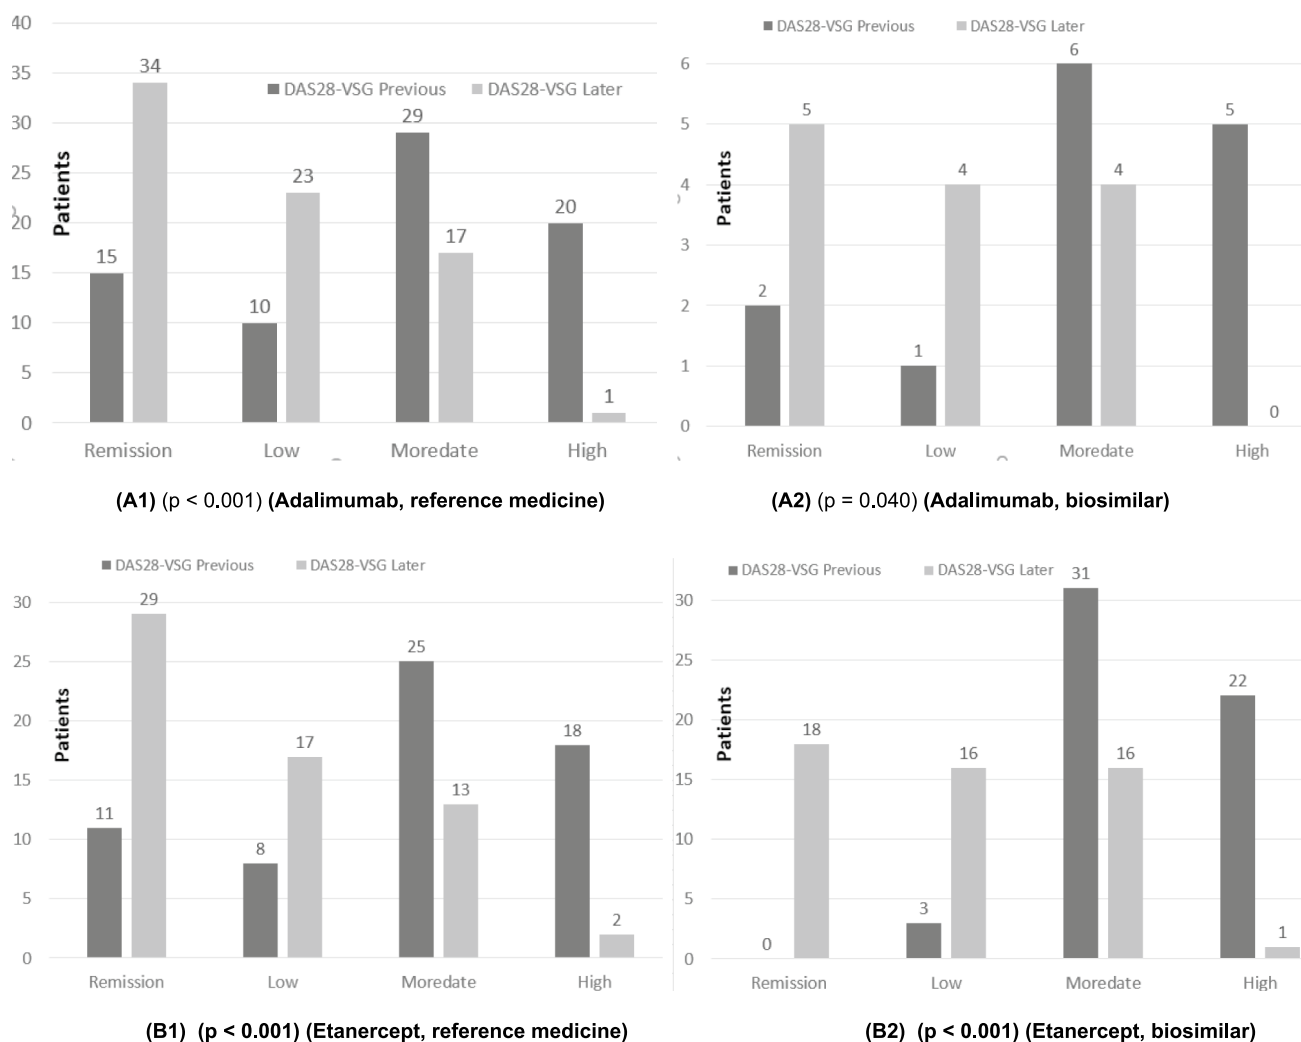 40
35
30
25
20
15
10
5
0
Patients
DAS28-VSG Previous DAS28-VSG Later
15 34
10 23
29 17
20 1
Remission Low Moredate High
(A1) (p < 0.001) (Adalimumab, reference medicine)
DAS28-VSG Previous DAS28-VSG Later
6
5
4
3
2
1
0
Patients
2 5
1 4
6 4
5 0
Remission Low Moredate High
(A2) (p = 0.040) (Adalimumab, biosimilar)
DAS28-VSG Previous DAS28-VSG Later
30
25
20
15
10
5
0
Patients
11 29
8 17
25 13
18 2
Remission Low Moredate High
(B1) (p < 0.001) (Etanercept, reference medicine)
DAS28-VSG Previous DAS28-VSG Later
30
25
20
15
10
5
0
Patients
0 18
3 16
31 16
22 1
Remission Low Moredate High
(B2) (p < 0.001) (Etanercept, biosimilar)